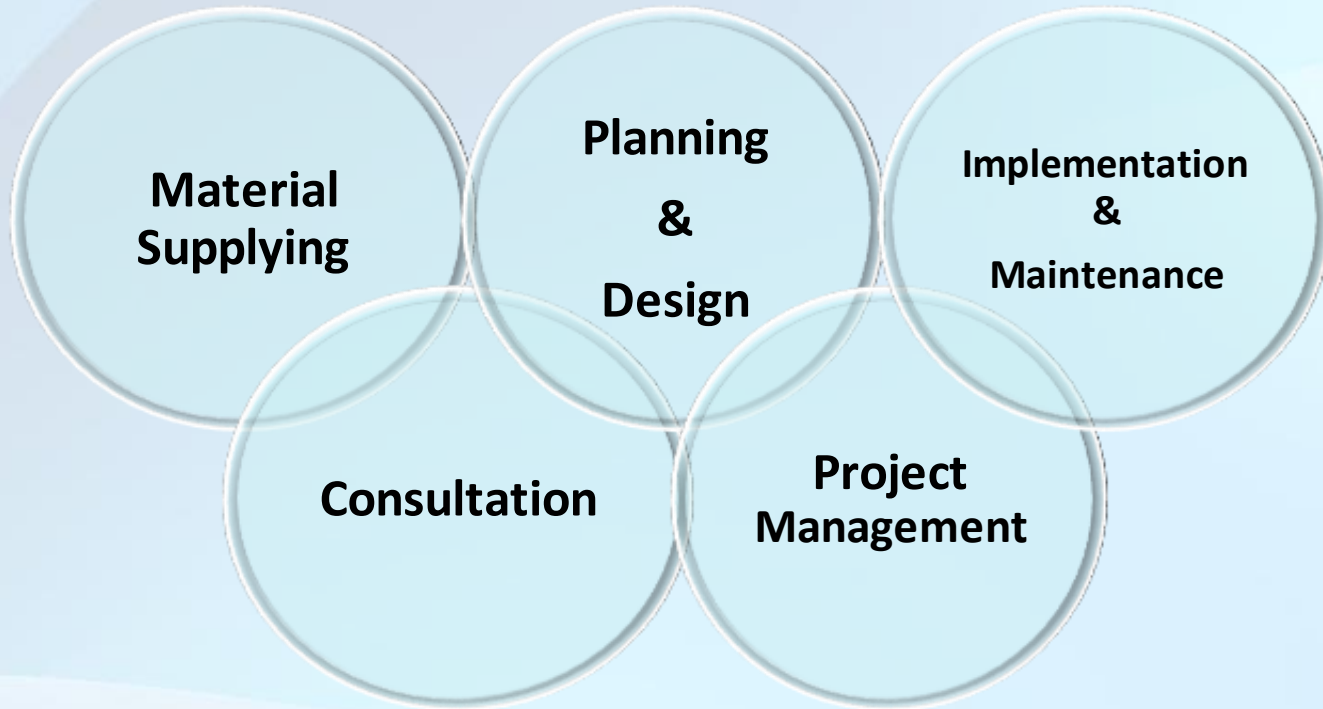 Material
Supplying
Planning
&
Design
Implementation
&
Maintenance
Consultation
Project
Management